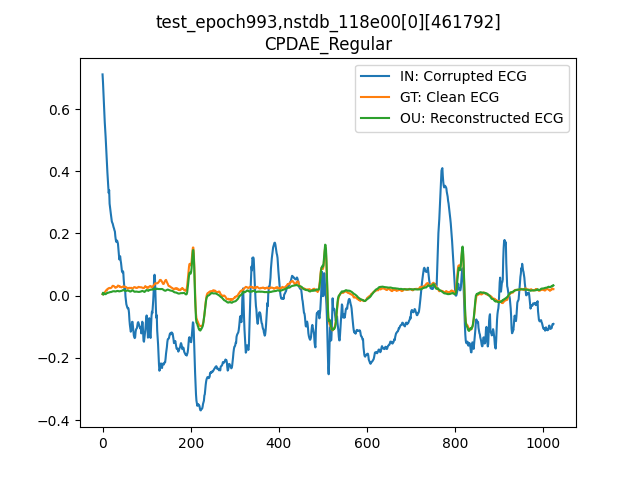 test_epoch993,nstdb_118e00[0][461792]
CPDAE_Regular
IN: Corrupted ECG
GT: Clean ECG
OU: Reconstructed ECG
0.6
0.4
0.2
0.0
−0.2
−0.4
0 200 400 600 800 1000